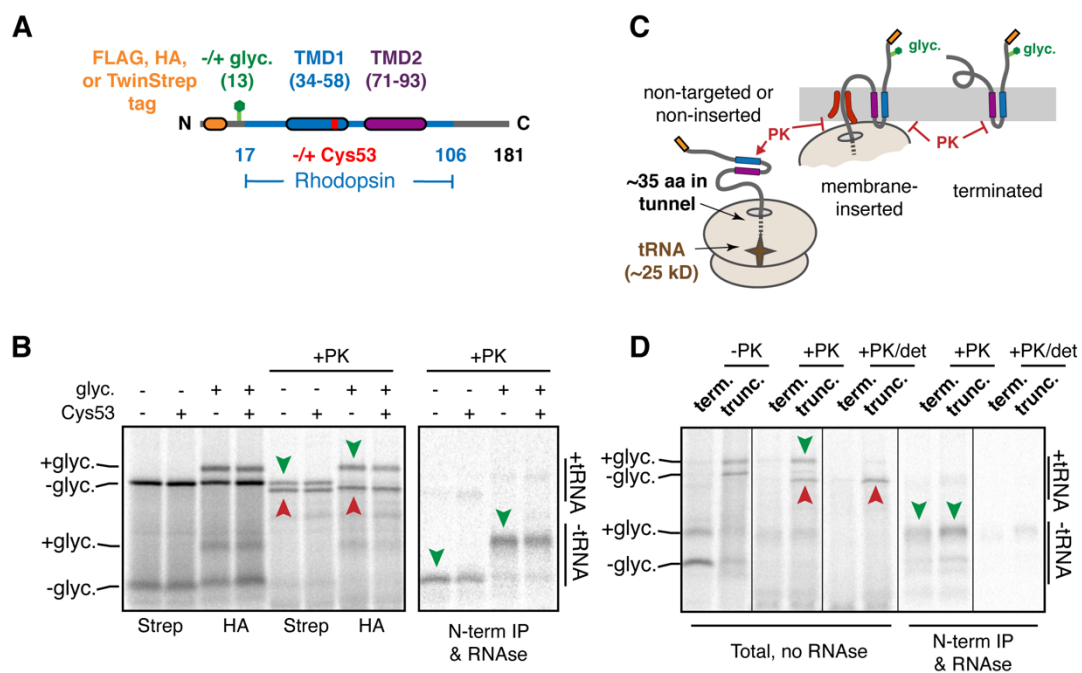 A
FLAG, HA,
or TwinStrep
tag
-/+ glyc.
(13)
TMD1
(34-58)
TMD2
(71-93)
N
C
17
-/+ Cys53
106
181
Rhodopsin
C
non-targeted or
non-inserted
PK
glyc.
glyc.
PK
~35 aa in
tunnel
tRNA
(~25 kD)
membrane-
inserted
terminated
B
+PK
+PK
glyc. - - + + - - + + - - + +
Cys53 - + - + - + - + - + - +
+glyc.
-glyc.
+glyc.
-glyc.
+tRNA
-tRNA
Strep HA Strep HA
N-term IP
& RNAse
D
-PK +PK +PK/det +PK +PK/det
term. trunc. term. trunc. term. trunc. term. trunc. term. trunc.
+glyc.
-glyc.
+glyc.
-glyc.
+tRNA
-tRNA
Total, no RNAse
N-term IP
& RNAse